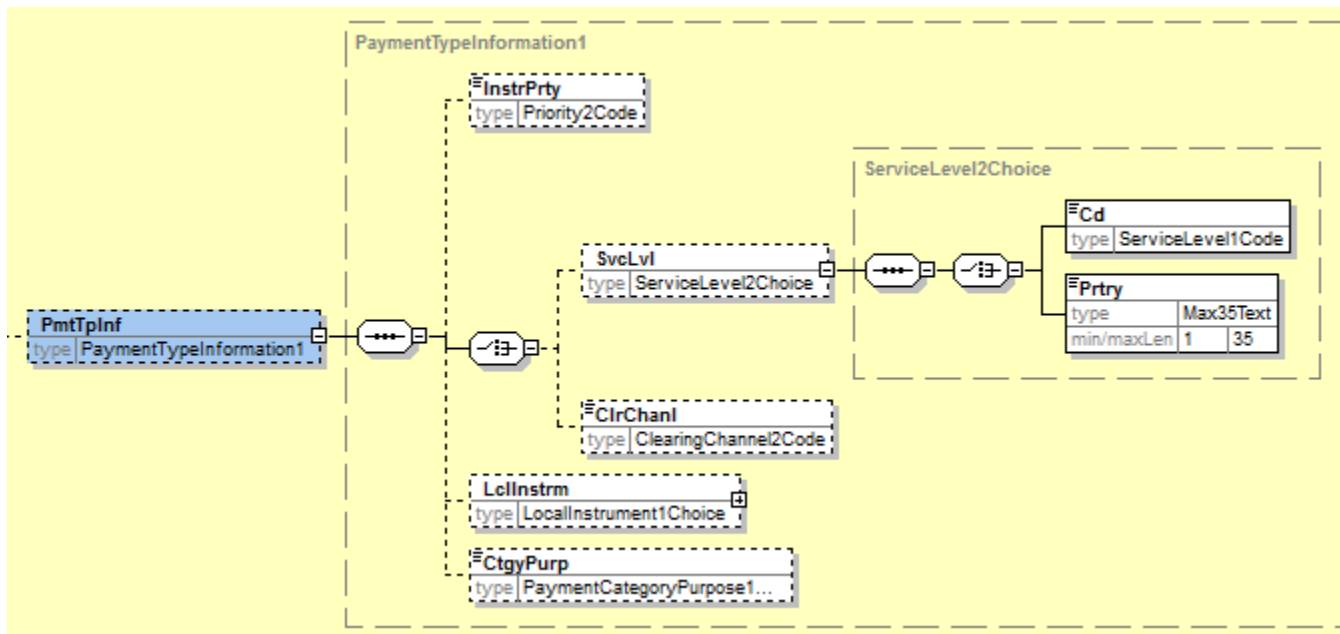 PaymentTypeInformation1
InstrPrty
type Priority2Code
ServiceLevel2Choice
Cd
type ServiceLevel1Code
SvcLvl
type ServiceLevel2Choice
Prtry
type Max35Text
min/maxLen 1 35
PmtTpInf
type PaymentTypeInformation1
ClrChanl
type ClearingChannel2Code
LclInstrm
type LocalInstrument1Choice
CtgyPurp
type PaymentCategoryPurpose1...